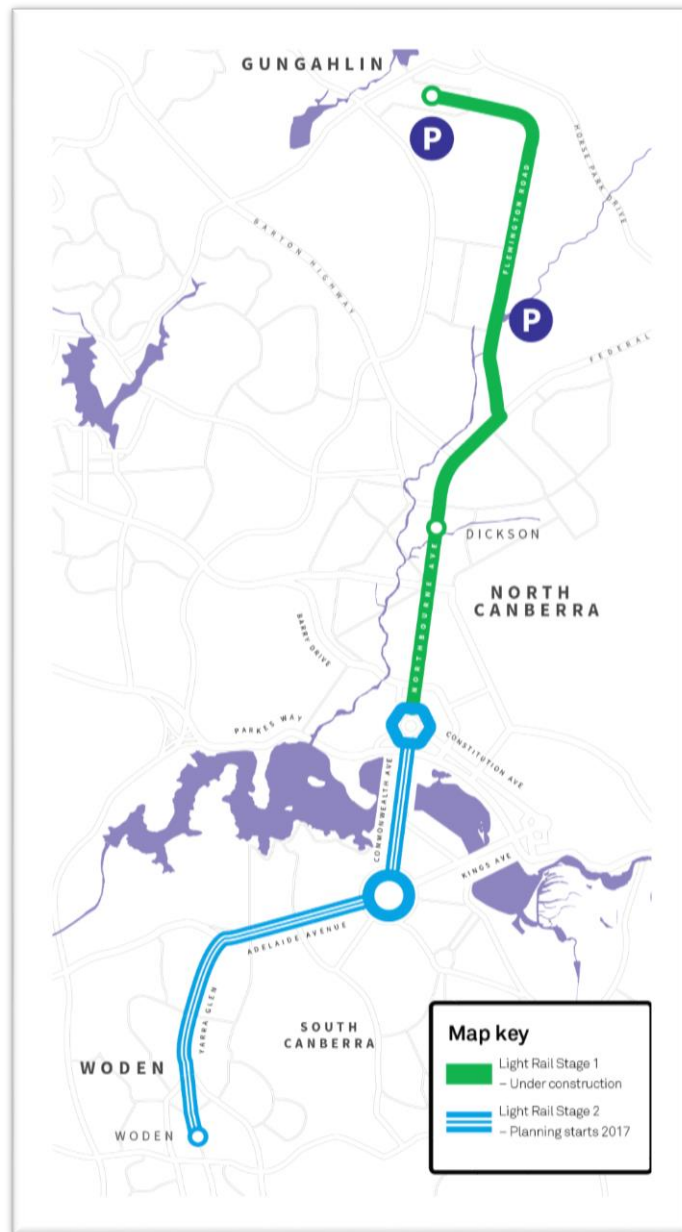 GUNGAHLIN
P
HORSE PARK DRIVE
FLEMINGTON ROAD
BARTON HIGHWAY
P
FEDERAL
DICKSON
NORTH
CANBERRA
NORTHBOURNE AVE
BARRY DRIVE
PARKES WAY
CONSTITUTION AVE
COMMONWEALTH AVE
KINGS AVE
ADELAIDE AVENUE
YARRA GLEN
SOUTH
CANBERRA
WODEN
WODEN
Map key
Light Rail Stage 1
– Under construction
Light Rail Stage 2
– Planning starts 2017